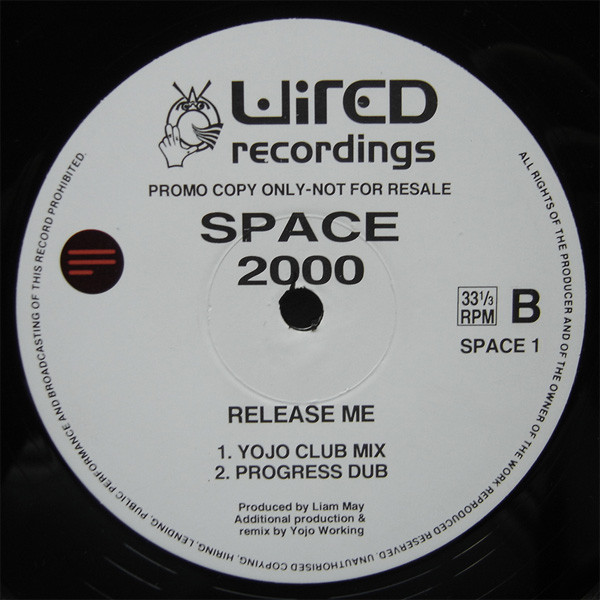 WIRED
recordings
PROMO COPY ONLY-NOT FOR RESALE
SPACE
2000
33 1/3
RPM
B
SPACE 1
RELEASE ME
1. YOJO CLUB MIX
2. PROGRESS DUB
Produced by Liam May
Additional production &
remix by Yojo Working
ALL RIGHTS OF THE PRODUCER AND OF THE OWNER OF THE WORK REPRODUCED RESERVED. UNAUTHORISED COPYING, HIRING, LENDING, PUBLIC PERFORMANCE AND BROADCASTING OF THIS RECORD PROHIBITED.